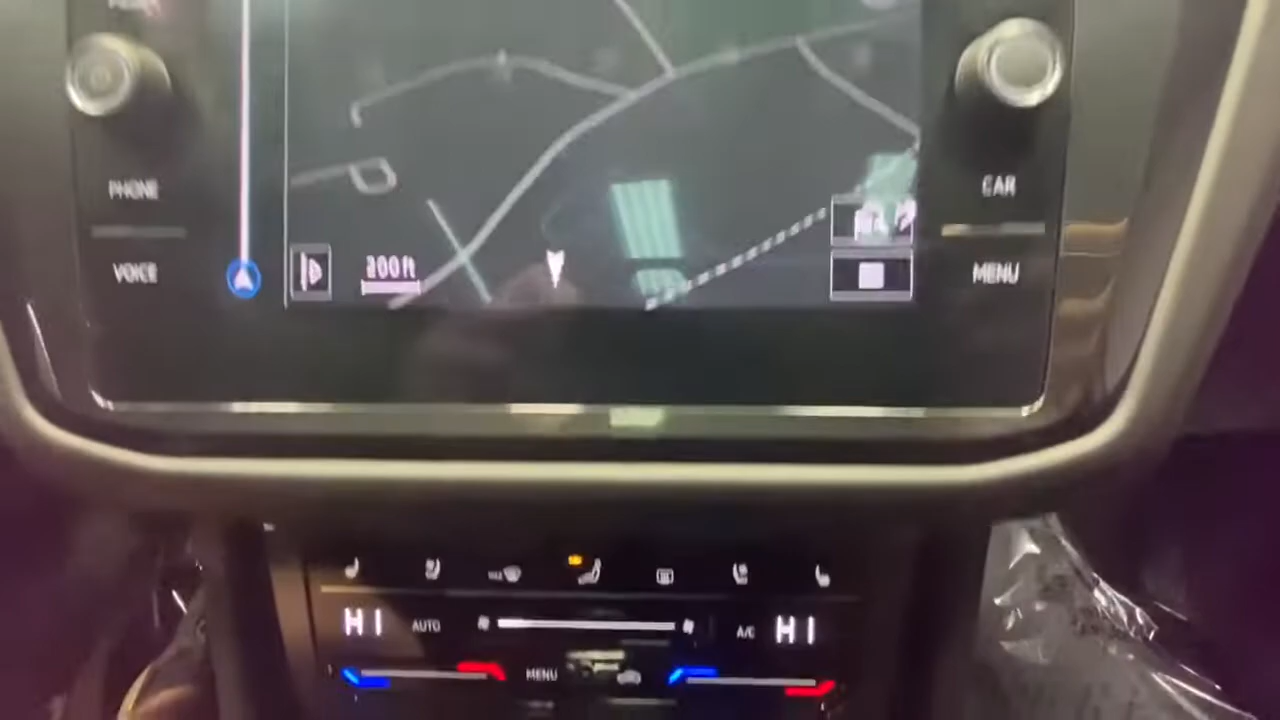 PHONE
CAR
VOICE
200 ft
MENU
HI
AUTO
A/C
HI
MENU